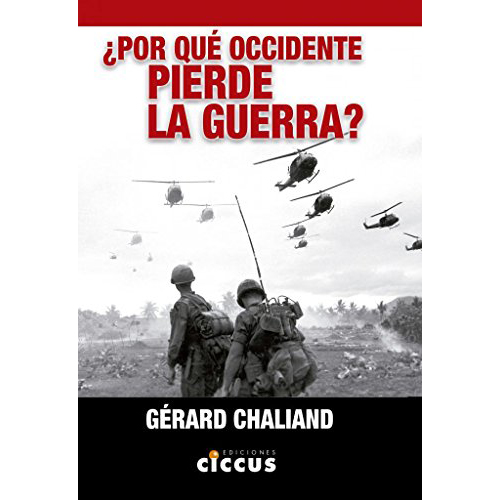 ¿POR QUÉ OCCIDENTE
PIERDE
LA GUERRA?
GÉRARD CHALIAND
EDICIONES
ciccus